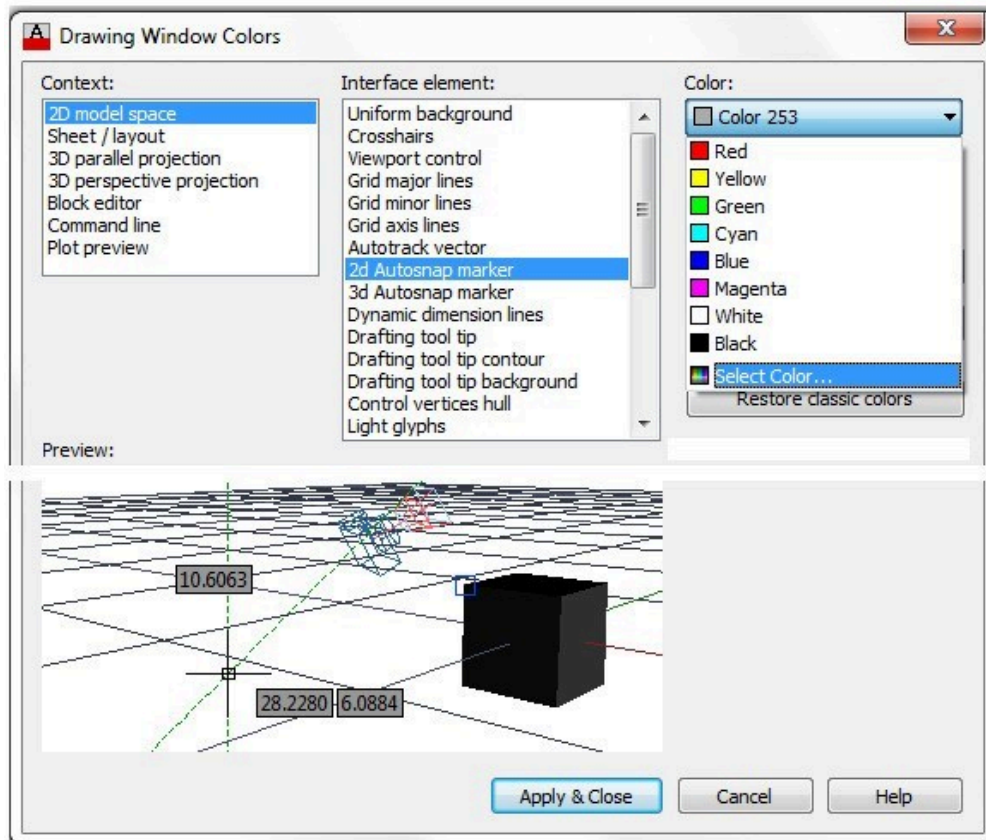 Drawing Window Colors
Context:
2D model space
Sheet / layout
3D parallel projection
3D perspective projection
Block editor
Command line
Plot preview
Interface element:
Uniform background
Crosshairs
Viewport control
Grid major lines
Grid minor lines
Grid axis lines
Autotrack vector
2d Autosnap marker
3d Autosnap marker
Dynamic dimension lines
Drafting tool tip
Drafting tool tip contour
Drafting tool tip background
Control vertices hull
Light glyphs
Color:
Color 253
Red
Yellow
Green
Cyan
Blue
Magenta
White
Black
Select Color...
Restore classic colors
Preview:
10.6063
28.2280 6.0884
Apply & Close Cancel Help